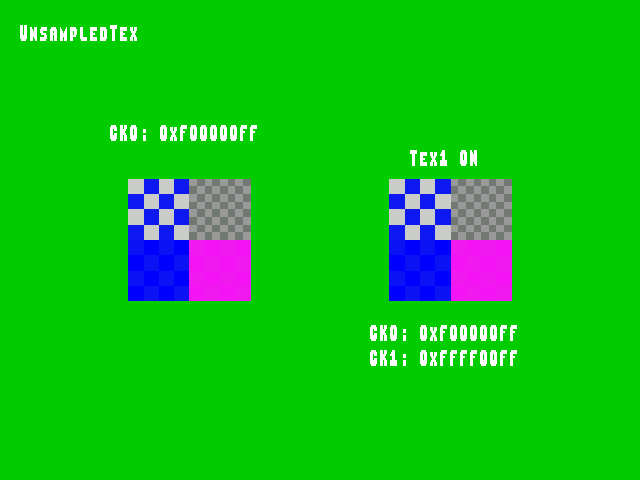 UnsampledTex
CK0: 0xF00000FF
Tex1 ON
CK0: 0xF00000FF
CK1: 0xFFFF00FF